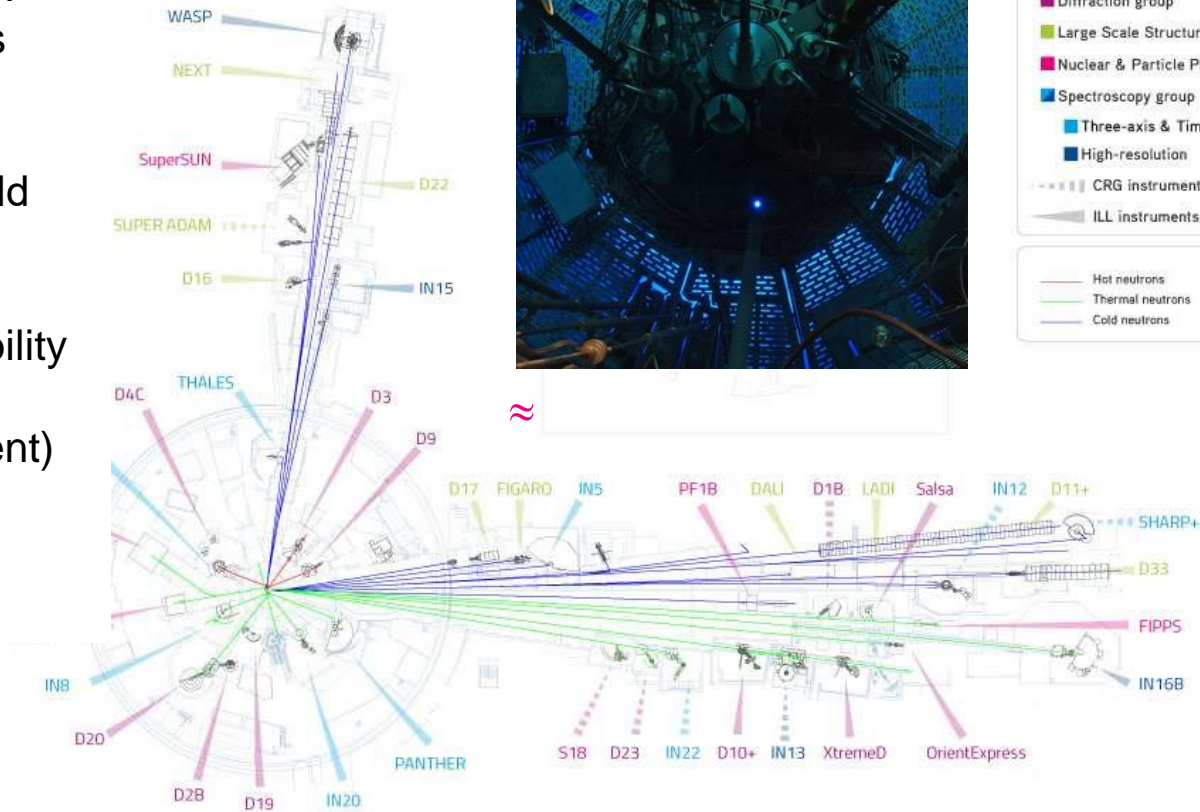 s
ld
bility
ent)
WASP
NEXT
SuperSUN
D22
SUPER ADAM
D16
IN15
Diffraction group
Large Scale Structur
Nuclear & Particle P
Spectroscopy group
Three-axis & Tim
High-resolution
CRG instrument
ILL instruments
Hot neutrons
Thermal neutrons
Cold neutrons
≈
THALES
D4C
D3
D9
D17 FIGARO IN5 PF1B DALI D1B LADI Salsa IN12 D11+
SHARP+
D33
FIPPS
IN16B
IN8
D20
D2B
D19
IN20
PANTHER
S18 D23 IN22 D10+ IN13 XtremeD OrientExpress